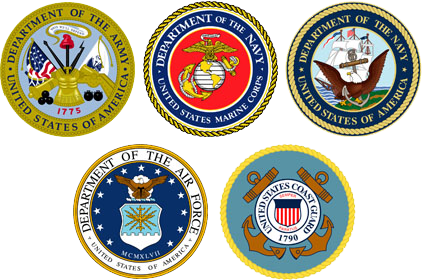 DEPARTMENT OF THE ARMY
1775
UNITED STATES OF AMERICA
DEPARTMENT OF THE NAVY
UNITED STATES MARINE CORPS
DEPARTMENT OF THE NAVY
UNITED STATES OF AMERICA
DEPARTMENT OF THE AIR FORCE
MCMXLVII
UNITED STATES OF AMERICA
UNITED STATES COAST GUARD
1790